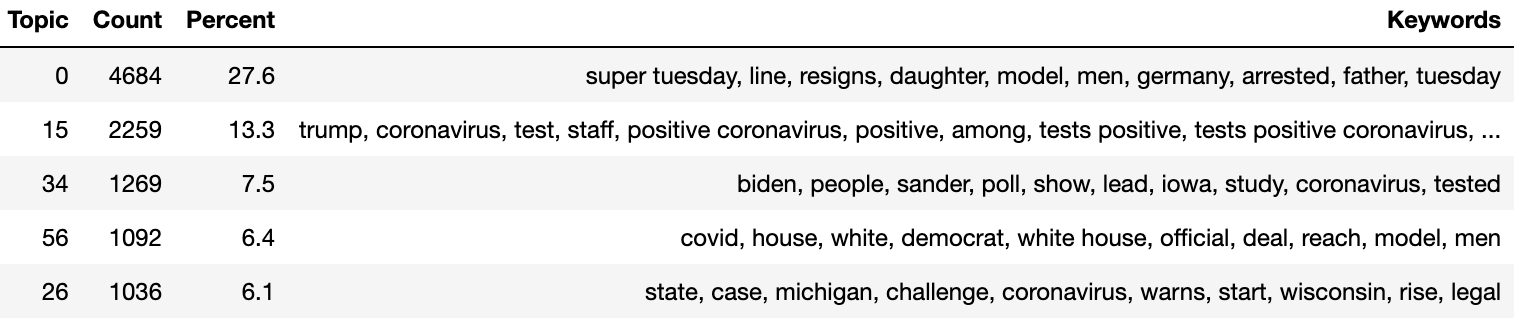 Topic Count Percent Keywords
0 4684 27.6 super tuesday, line, resigns, daughter, model, men, germany, arrested, father, tuesday
15 2259 13.3 trump, coronavirus, test, staff, positive coronavirus, positive, among, tests positive, tests positive coronavirus, ...
34 1269 7.5 biden, people, sander, poll, show, lead, iowa, study, coronavirus, tested
56 1092 6.4 covid, house, white, democrat, white house, official, deal, reach, model, men
26 1036 6.1 state, case, michigan, challenge, coronavirus, warns, start, wisconsin, rise, legal